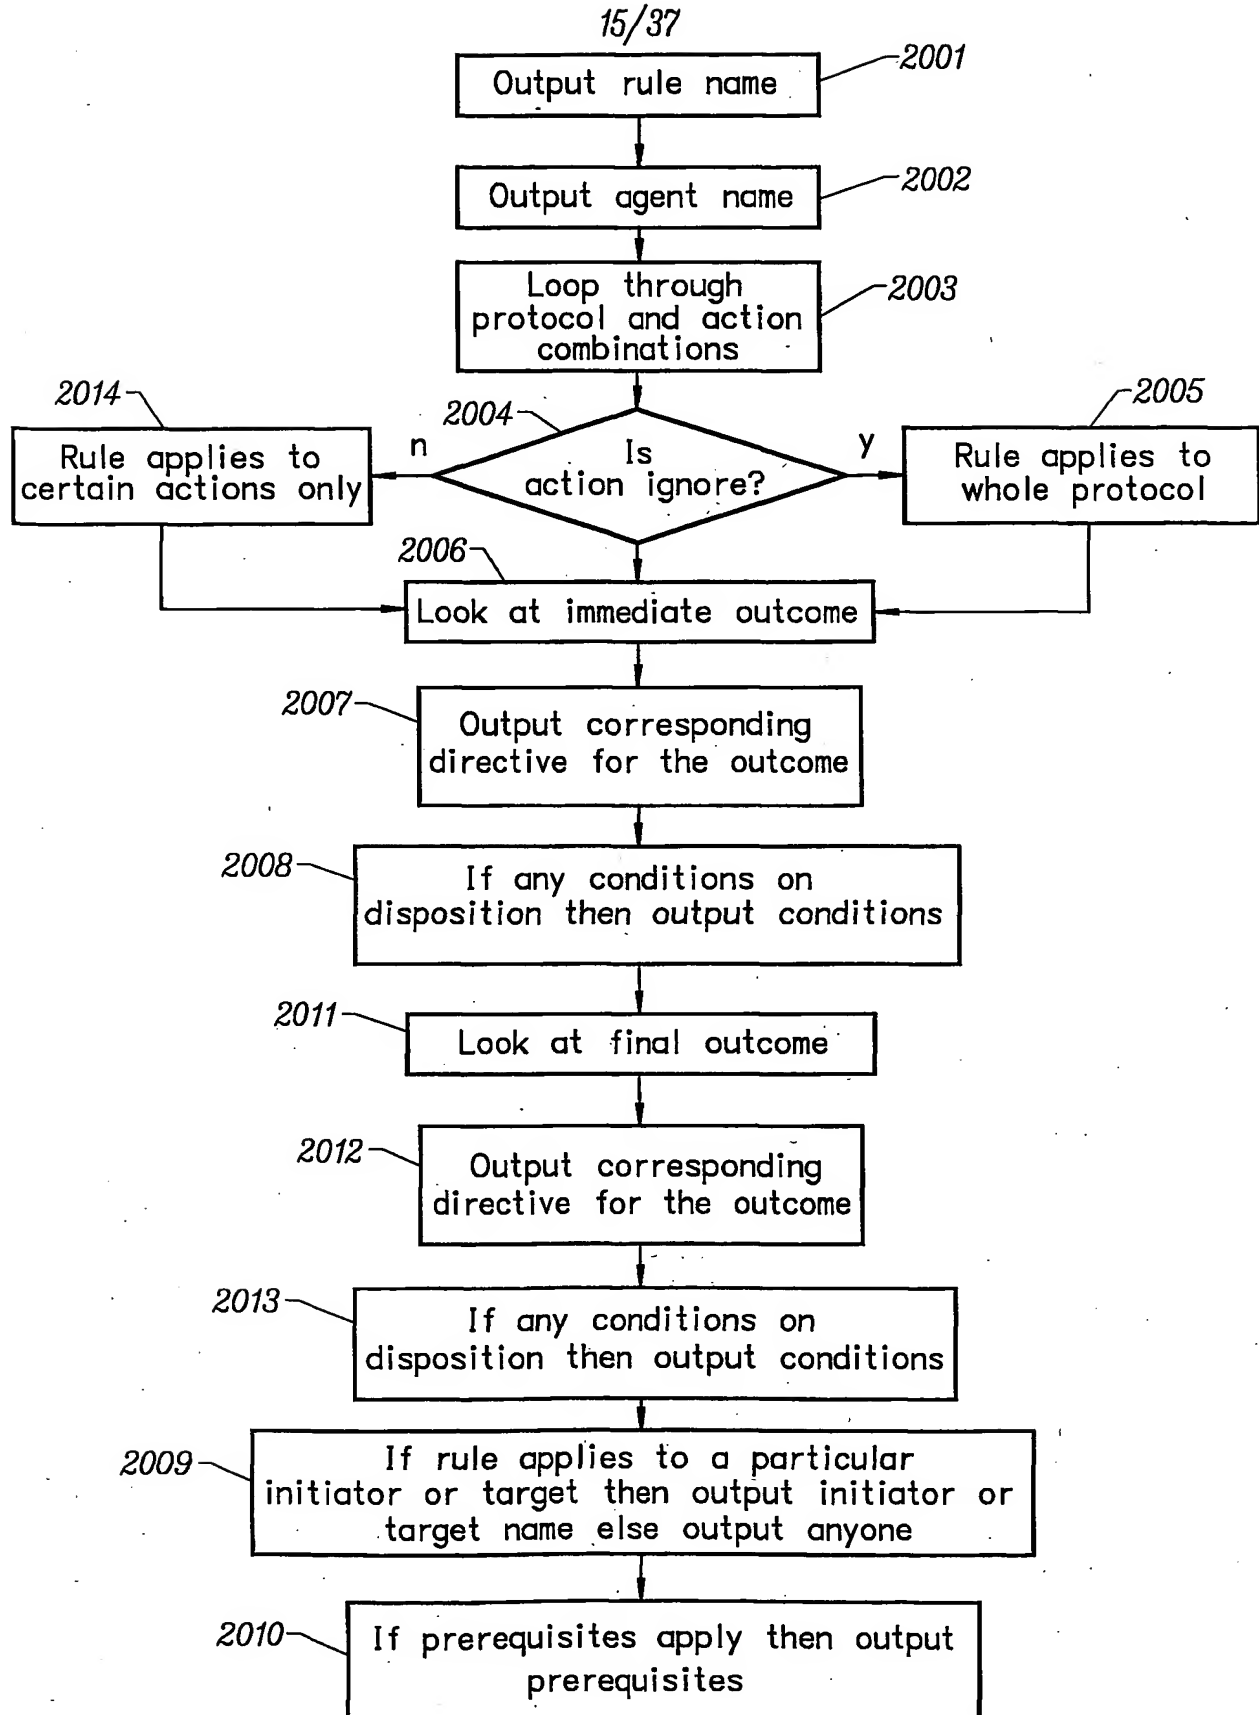 15/37
Output rule name
2001
Output agent name
2002
Loop through
protocol and action
combinations
2003
2014
2004
2005
n
y
Rule applies to
certain actions only
Is
action ignore?
Rule applies to
whole protocol
2006
Look at immediate outcome
2007
Output corresponding
directive for the outcome
2008
If any conditions on
disposition then output conditions
2011
Look at final outcome
2012
Output corresponding
directive for the outcome
2013
If any conditions on
disposition then output conditions
2009
If rule applies to a particular
initiator or target then output initiator or
target name else output anyone
2010
If prerequisites apply then output
prerequisites